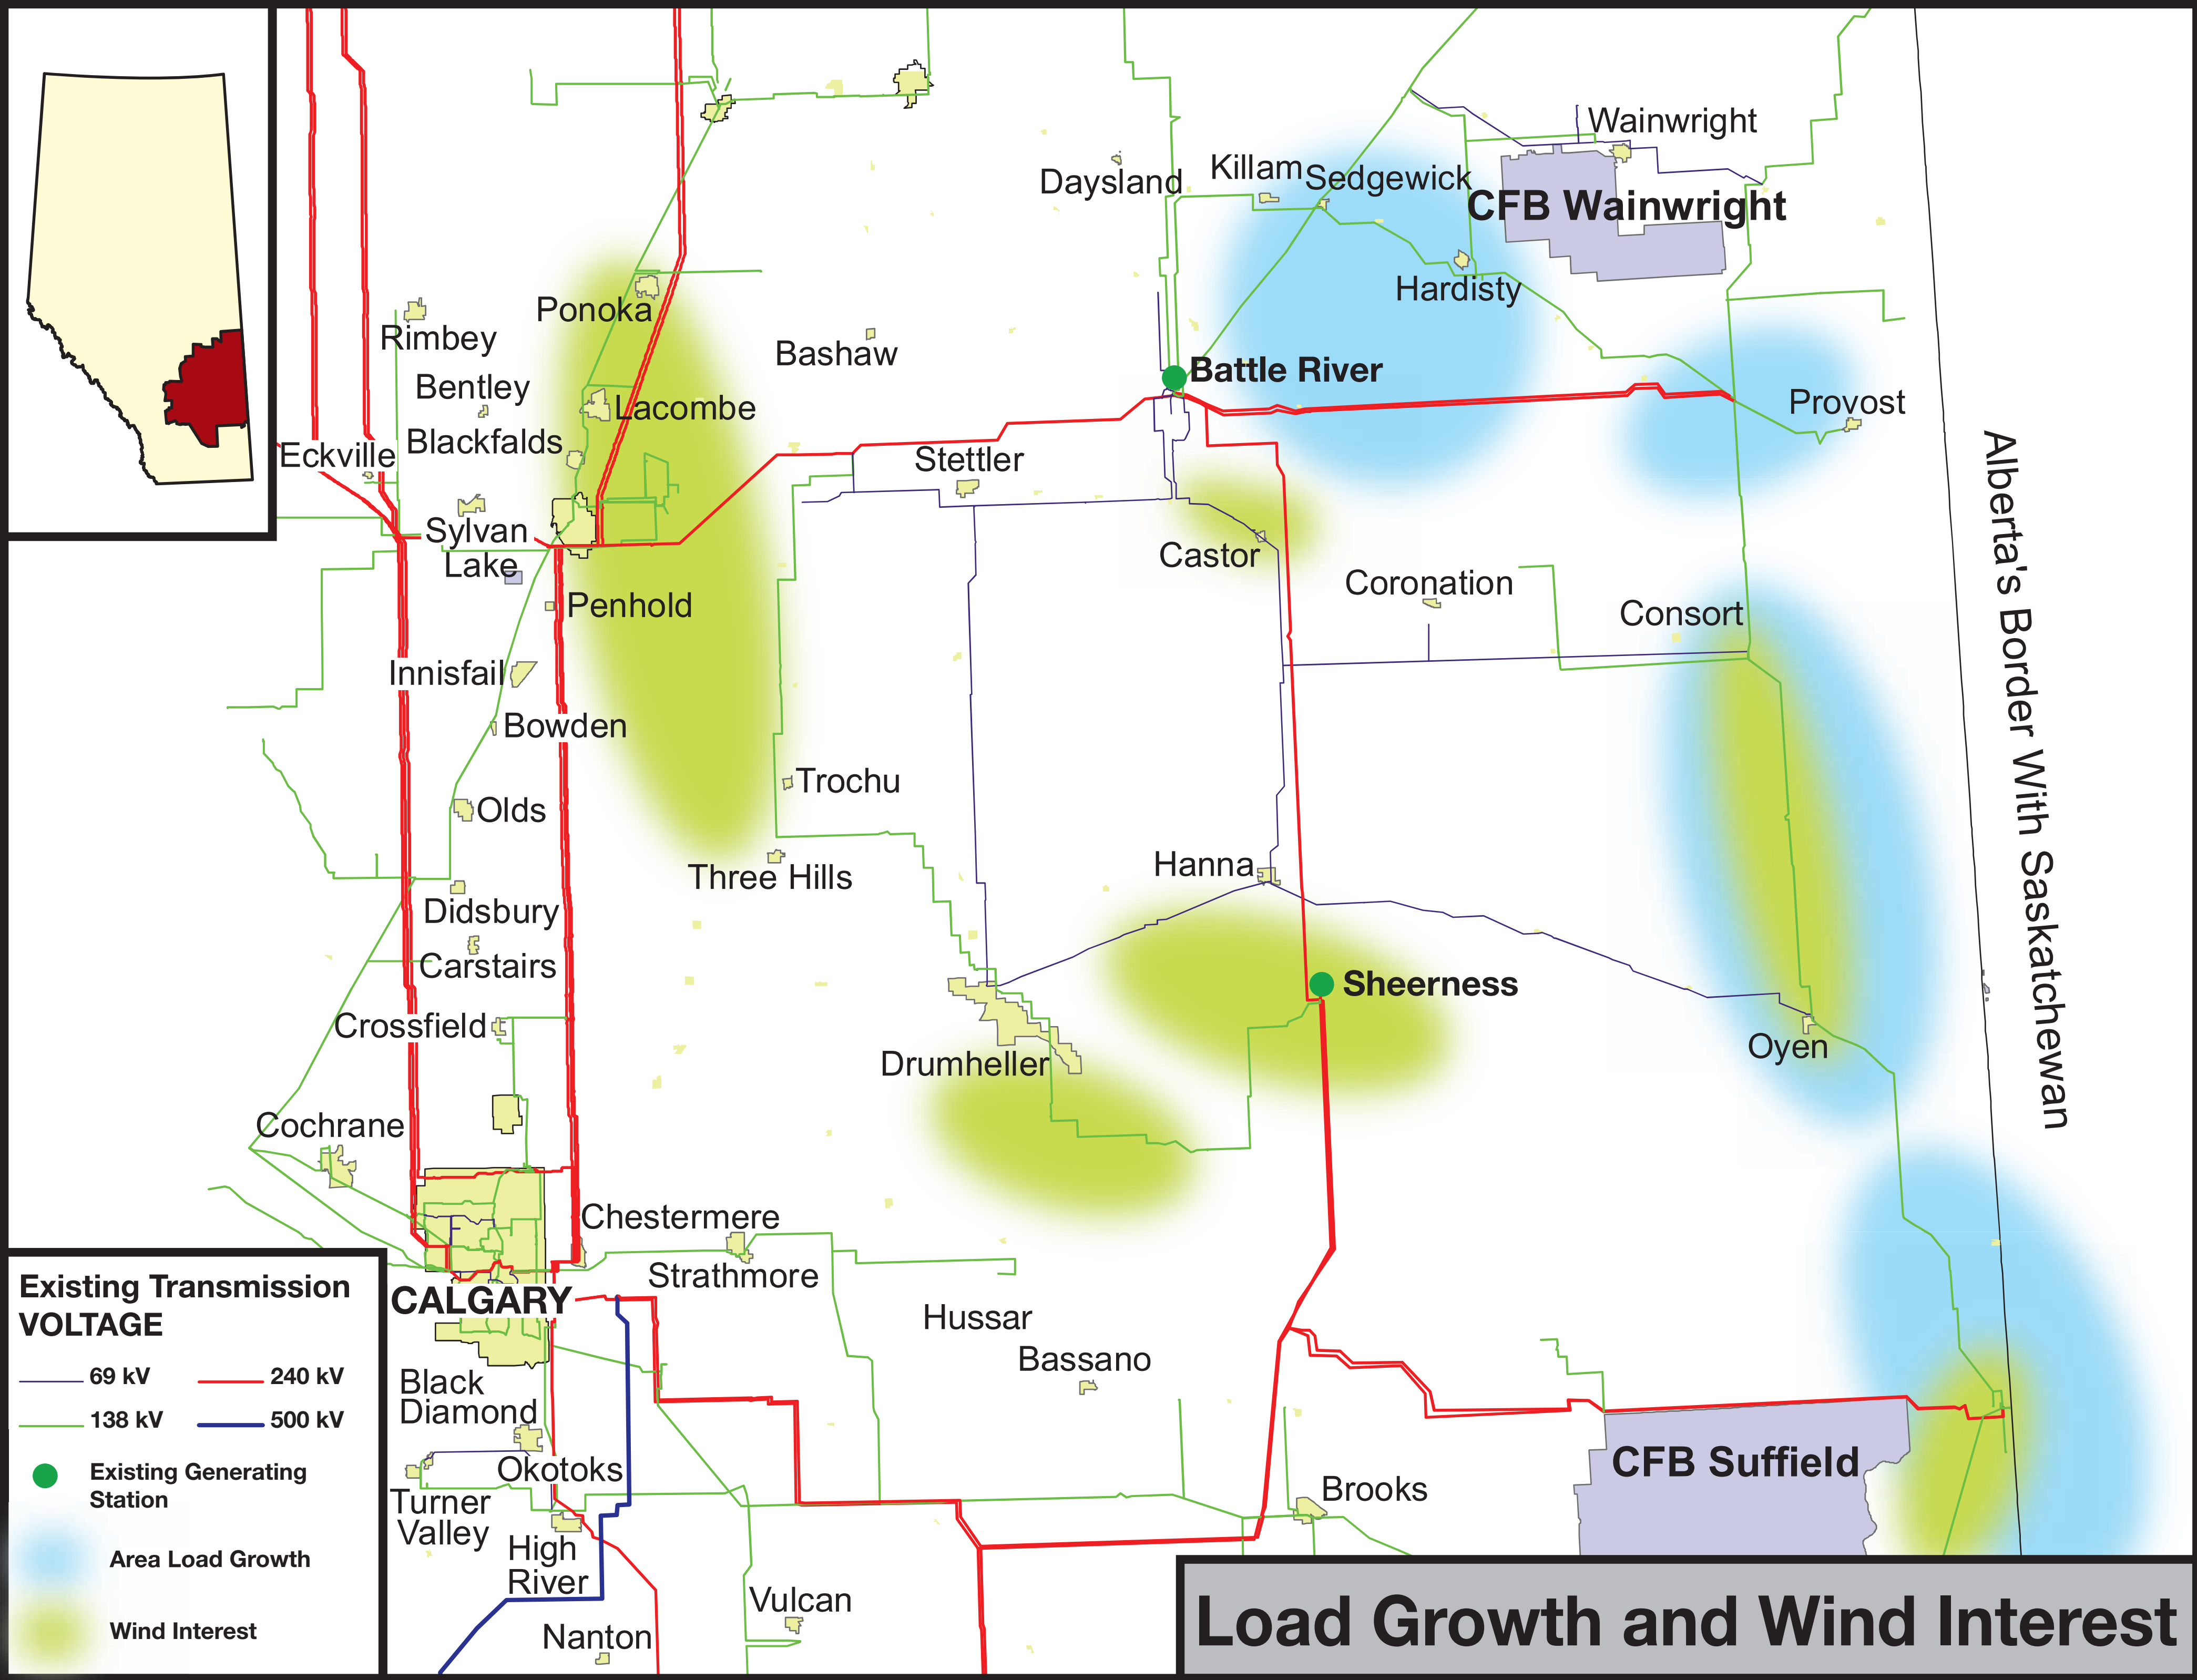 Wainwright
Killam
Sedgewick
Daysland
CFB Wainwright
Hardisty
Ponoka
Rimbey
Bashaw
Battle River
Bentley
Lacombe
Provost
Blackfalds
Eckville
Stettler
Sylvan
Lake
Castor
Coronation
Penhold
Consort
Innisfail
Bowden
Trochu
Olds
Three Hills
Hanna
Didsbury
Carstairs
Sheerness
Crossfield
Drumheller
Oyen
Alberta's Border With Saskatchewan
Cochrane
Chestermere
Strathmore
CALGARY
Hussar
Bassano
Black
Diamond
Okotoks
CFB Suffield
Brooks
Turner
Valley
High
River
Vulcan
Nanton
Existing Transmission
VOLTAGE
69 kV
240 kV
138 kV
500 kV
Existing Generating
Station
Area Load Growth
Wind Interest
Load Growth and Wind Interest